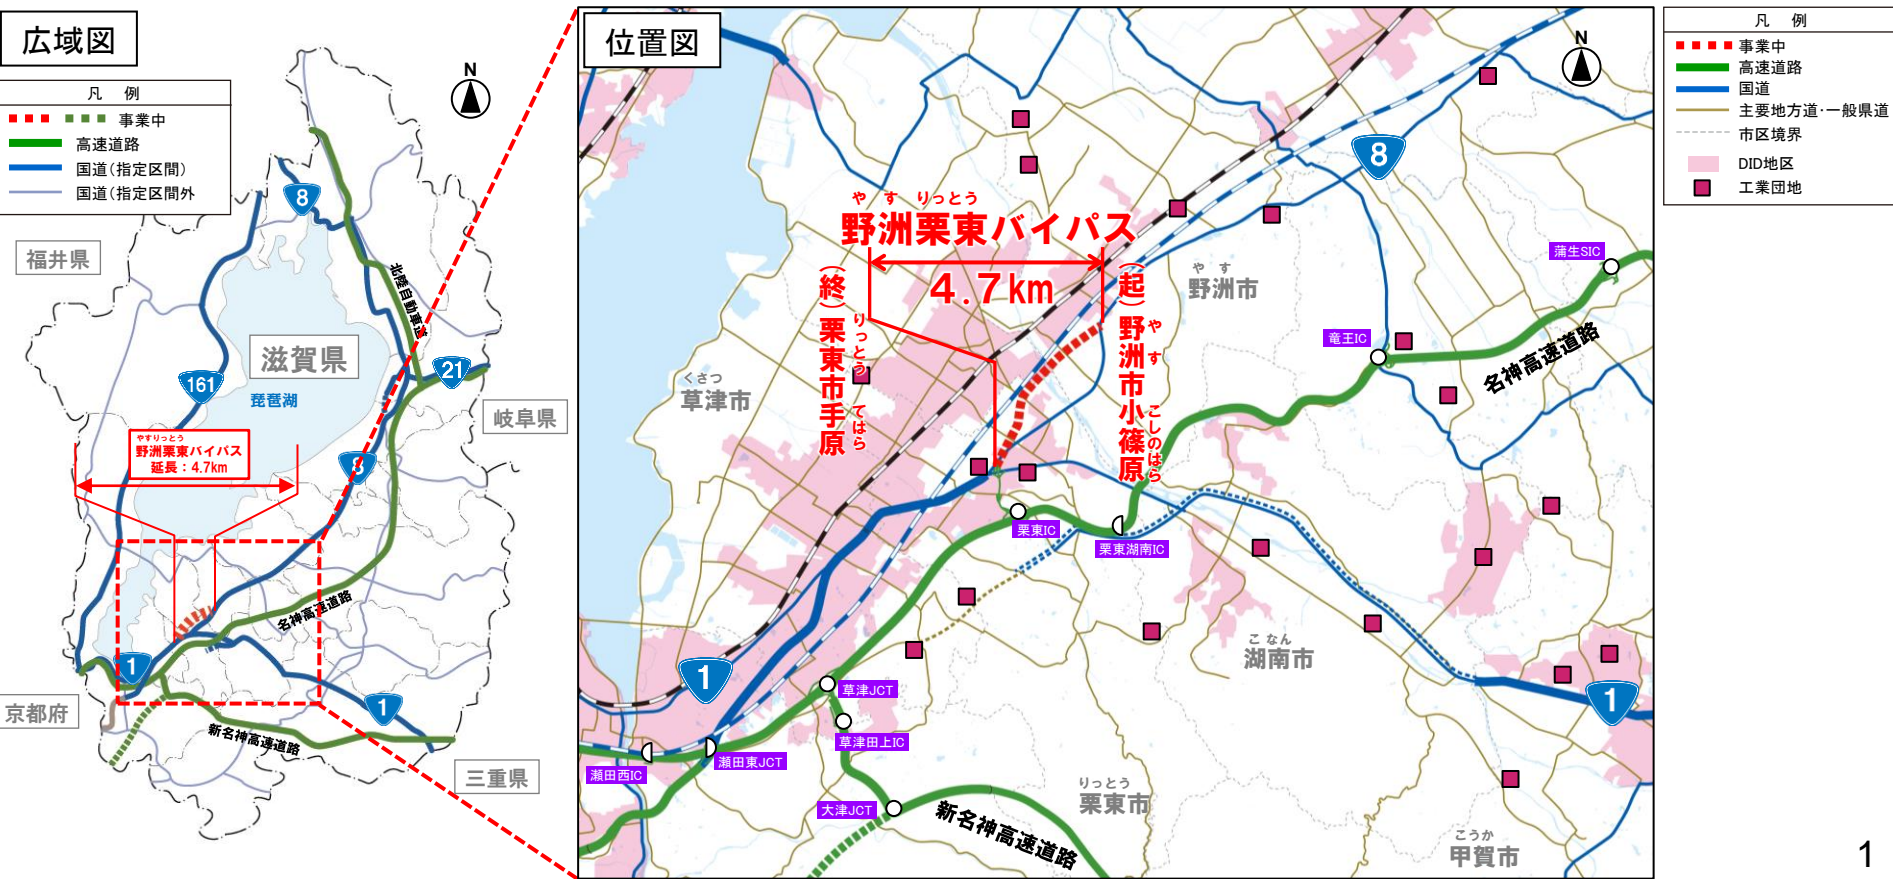 広域図
凡 例
事業中
高速道路
国道(指定区間)
国道(指定区間外
N
福井県
滋賀県
琵琶湖
岐阜県
京都府
三重県
8
161
21
8
1
1
北陸自動車道
やすりっとう
野洲栗東バイパス
延長：4.7km
名神高速道路
新名神高速道路
位置図
N
や す りっとう
野洲栗東バイパス
4.7km
(終)栗東市手原
りっとう てはら
(起)野洲市小篠原
や す こしのはら
8
1
1
くさつ
草津市
や す
野洲市
こ なん
湖南市
りっとう
栗東市
こうか
甲賀市
蒲生SIC
竜王IC
名神高速道路
栗東IC
栗東湖南IC
草津JCT
草津田上IC
瀬田西IC
瀬田東JCT
大津JCT
新名神高速道路
凡 例
事業中
高速道路
国道
主要地方道・一般県道
市区境界
DID地区
工業団地
1